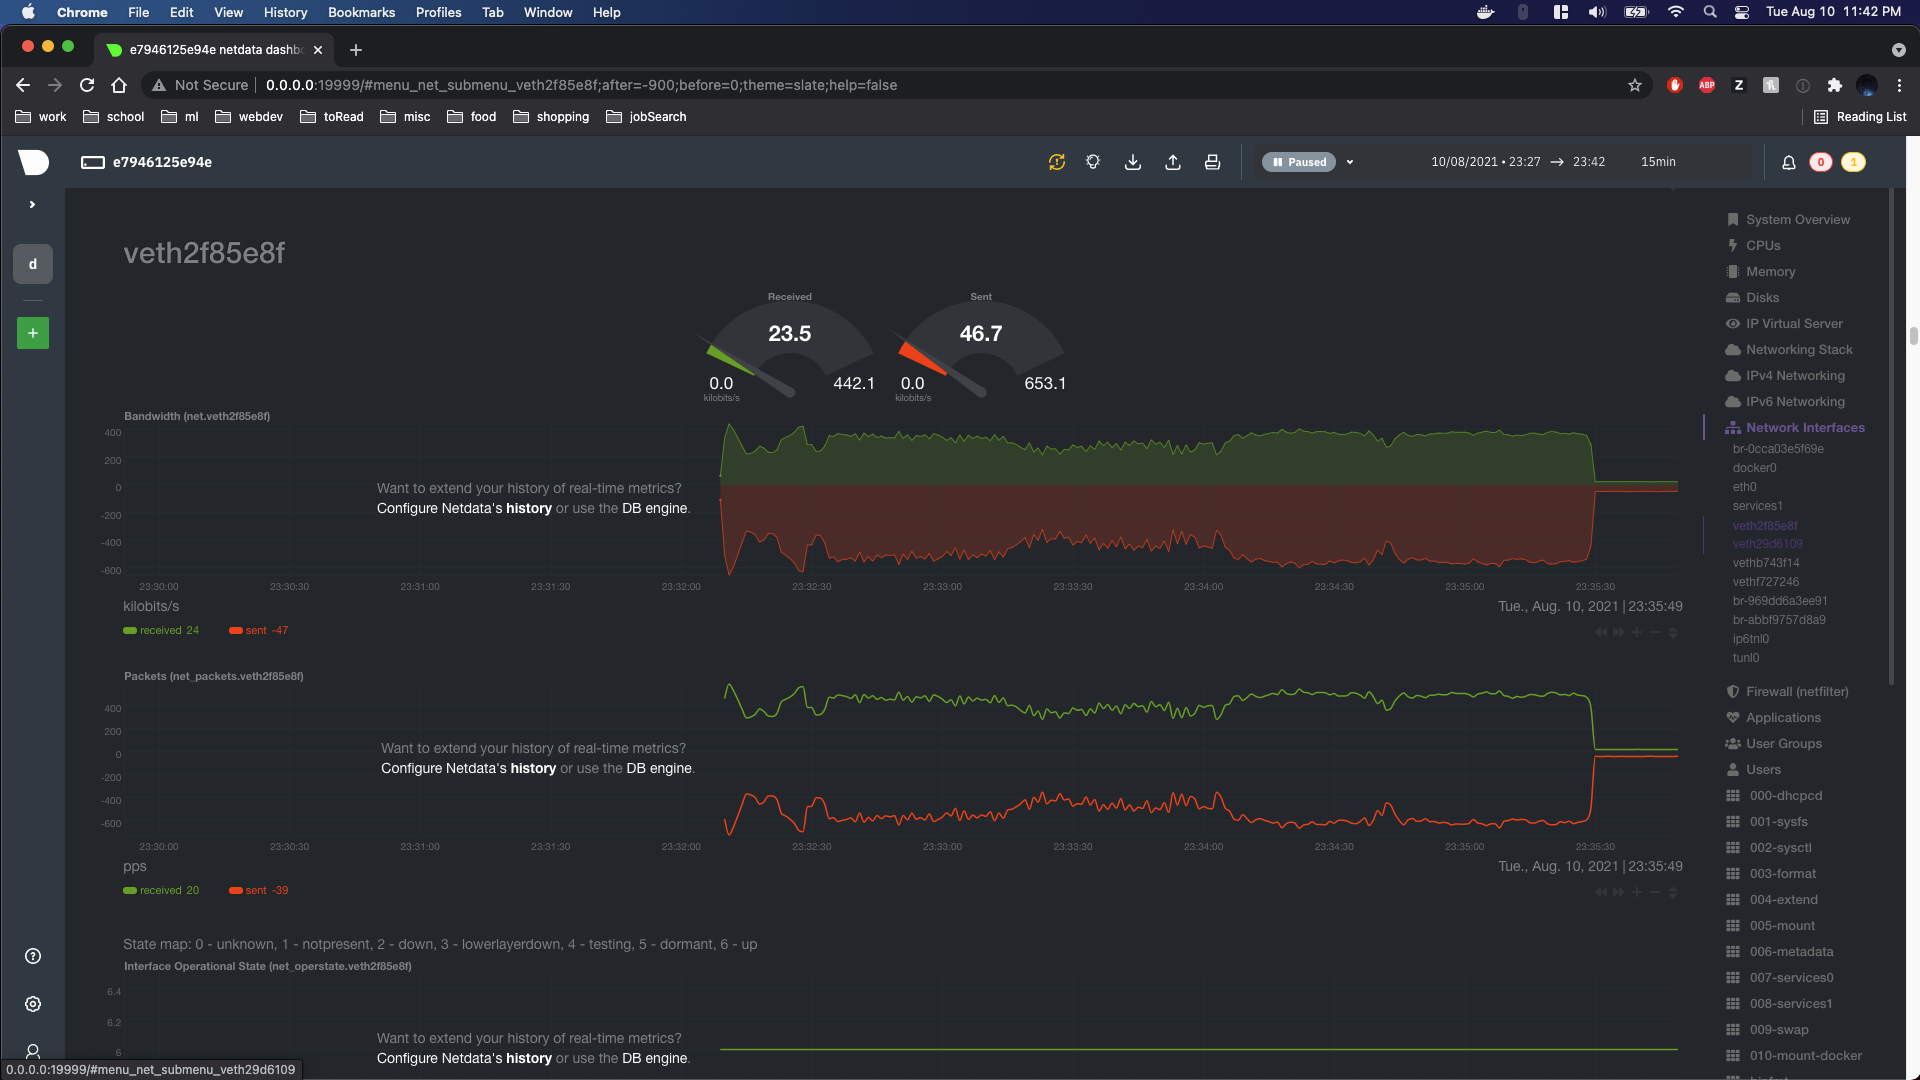 Chrome File Edit View History Bookmarks Profiles Tab Window Help
Tue Aug 10 11:42 PM
e7946125e94e netdata dashb
Not Secure 0.0.0.0:19999/#menu_net_submenu_veth2f85e8f;after=-900;before=0;theme=slate;help=false
ABP Z
work school ml webdev toRead misc food shopping jobSearch
Reading List
e7946125e94e
Paused
10/08/2021 • 23:27 → 23:42 15min
0 1
d
+
veth2f85e8f
Received
23.5
0.0 442.1
kilobits/s
Sent
46.7
0.0 653.1
kilobits/s
Bandwidth (net.veth2f85e8f)
400
200
0
-200
-400
-600
Want to extend your history of real-time metrics?
Configure Netdata's history or use the DB engine.
23:30:00 23:30:30 23:31:00 23:31:30 23:32:00 23:32:30 23:33:00 23:33:30 23:34:00 23:34:30 23:35:00 23:35:30
kilobits/s
Tue., Aug. 10, 2021 | 23:35:49
received 24 sent -47
Packets (net_packets.veth2f85e8f)
400
200
0
-200
-400
-600
Want to extend your history of real-time metrics?
Configure Netdata's history or use the DB engine.
23:30:00 23:30:30 23:31:00 23:31:30 23:32:00 23:32:30 23:33:00 23:33:30 23:34:00 23:34:30 23:35:00 23:35:30
pps
Tue., Aug. 10, 2021 | 23:35:49
received 20 sent -39
State map: 0 - unknown, 1 - notpresent, 2 - down, 3 - lowerlayerdown, 4 - testing, 5 - dormant, 6 - up
Interface Operational State (net_operstate.veth2f85e8f)
6.4
6.2
6
Want to extend your history of real-time metrics?
Configure Netdata's history or use the DB engine.
System Overview
CPUs
Memory
Disks
IP Virtual Server
Networking Stack
IPv4 Networking
IPv6 Networking
Network Interfaces
br-0cca03e5f69e
docker0
eth0
services1
veth2f85e8f
veth29d6109
vethb743f14
vethf727246
br-969dd6a3ee91
br-abbf9757d8a9
ip6tnl0
tunl0
Firewall (netfilter)
Applications
User Groups
Users
000-dhcpcd
001-sysfs
002-sysctl
003-format
004-extend
005-mount
006-metadata
007-services0
008-services1
009-swap
010-mount-docker
0.0.0.0:19999/#menu_net_submenu_veth29d6109